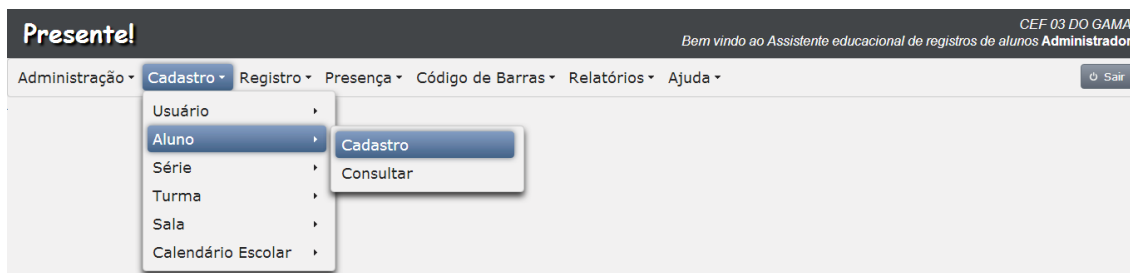 Presente!
CEF 03 DO GAMA
Bem vindo ao Assistente educacional de registros de alunos Administrador
Administração Cadastro Registro Presença Código de Barras Relatórios Ajuda Sair
Usuário
Aluno
Cadastro
Série
Consultar
Turma
Sala
Calendário Escolar